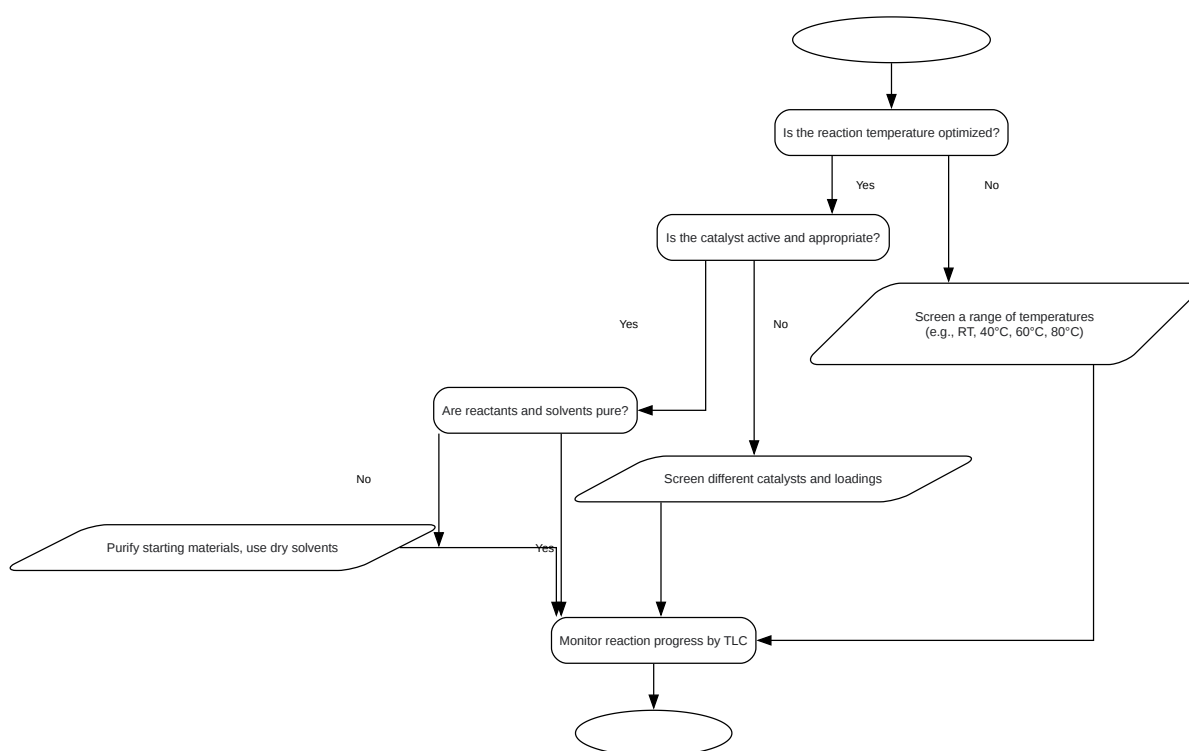 Is the reaction temperature optimized?
Yes
No
Is the catalyst active and appropriate?
Screen a range of temperatures
(e.g., RT, 40°C, 60°C, 80°C)
Yes
No
Are reactants and solvents pure?
No
Screen different catalysts and loadings
Purify starting materials, use dry solvents
Yes
Monitor reaction progress by TLC